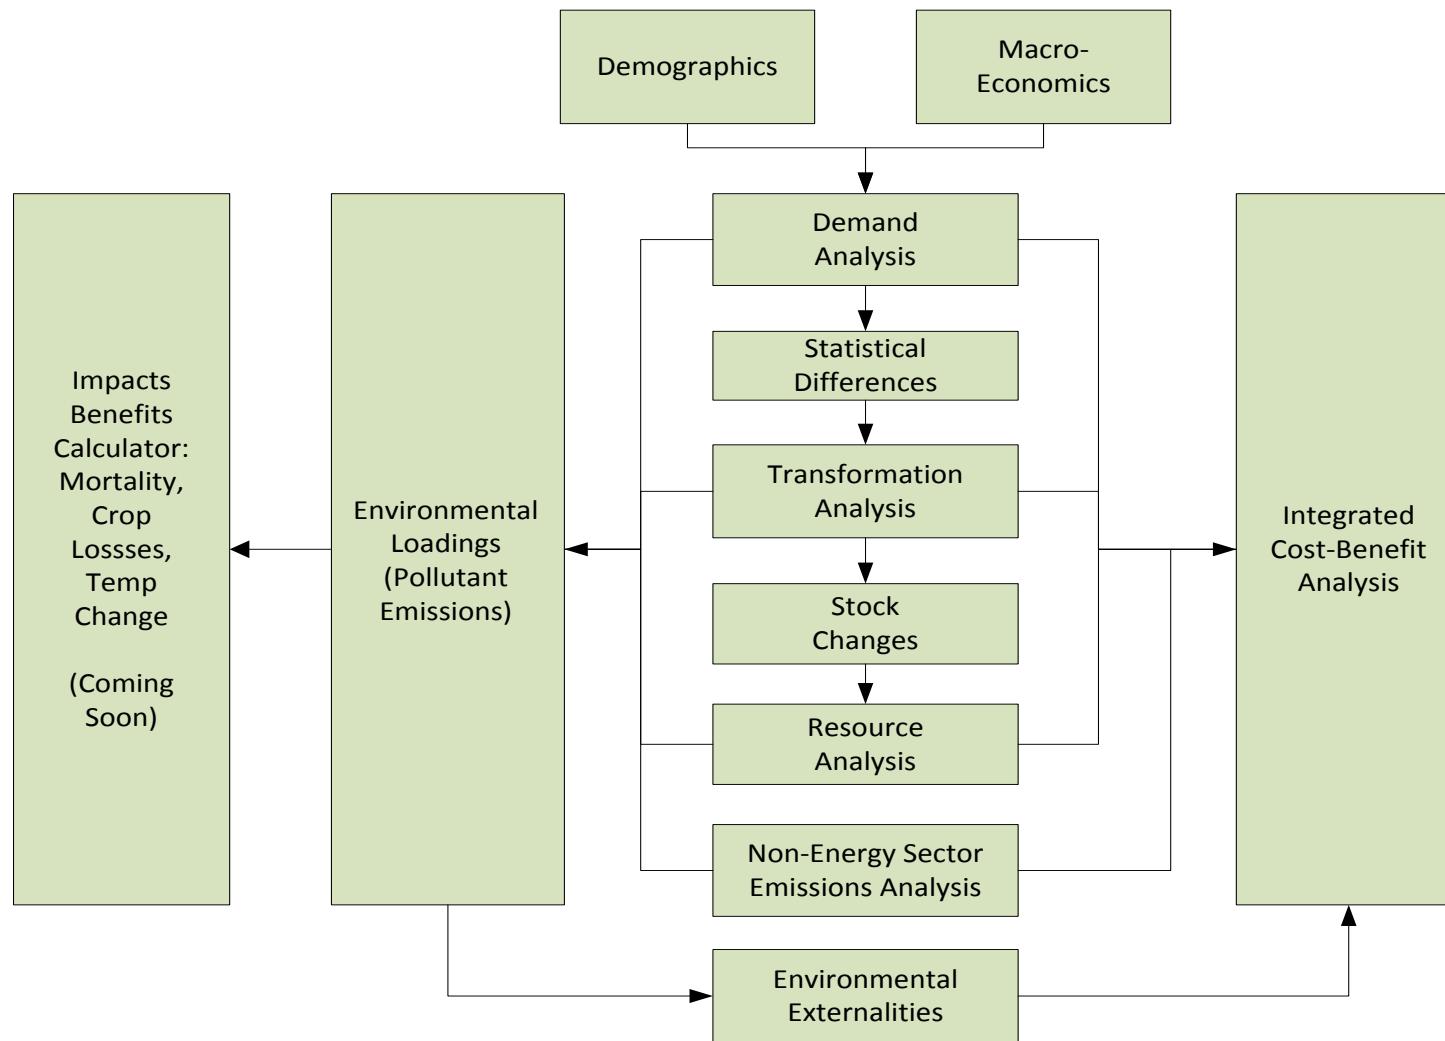 Demographics
Macro-
Economics
Demand
Analysis
Statistical
Differences
Transformation
Analysis
Stock
Changes
Resource
Analysis
Non-Energy Sector
Emissions Analysis
Environmental
Externalities
Impacts
Benefits
Calculator:
Mortality,
Crop
Lossses,
Temp
Change
(Coming
Soon)
Environmental
Loadings
(Pollutant
Emissions)
Integrated
Cost-Benefit
Analysis